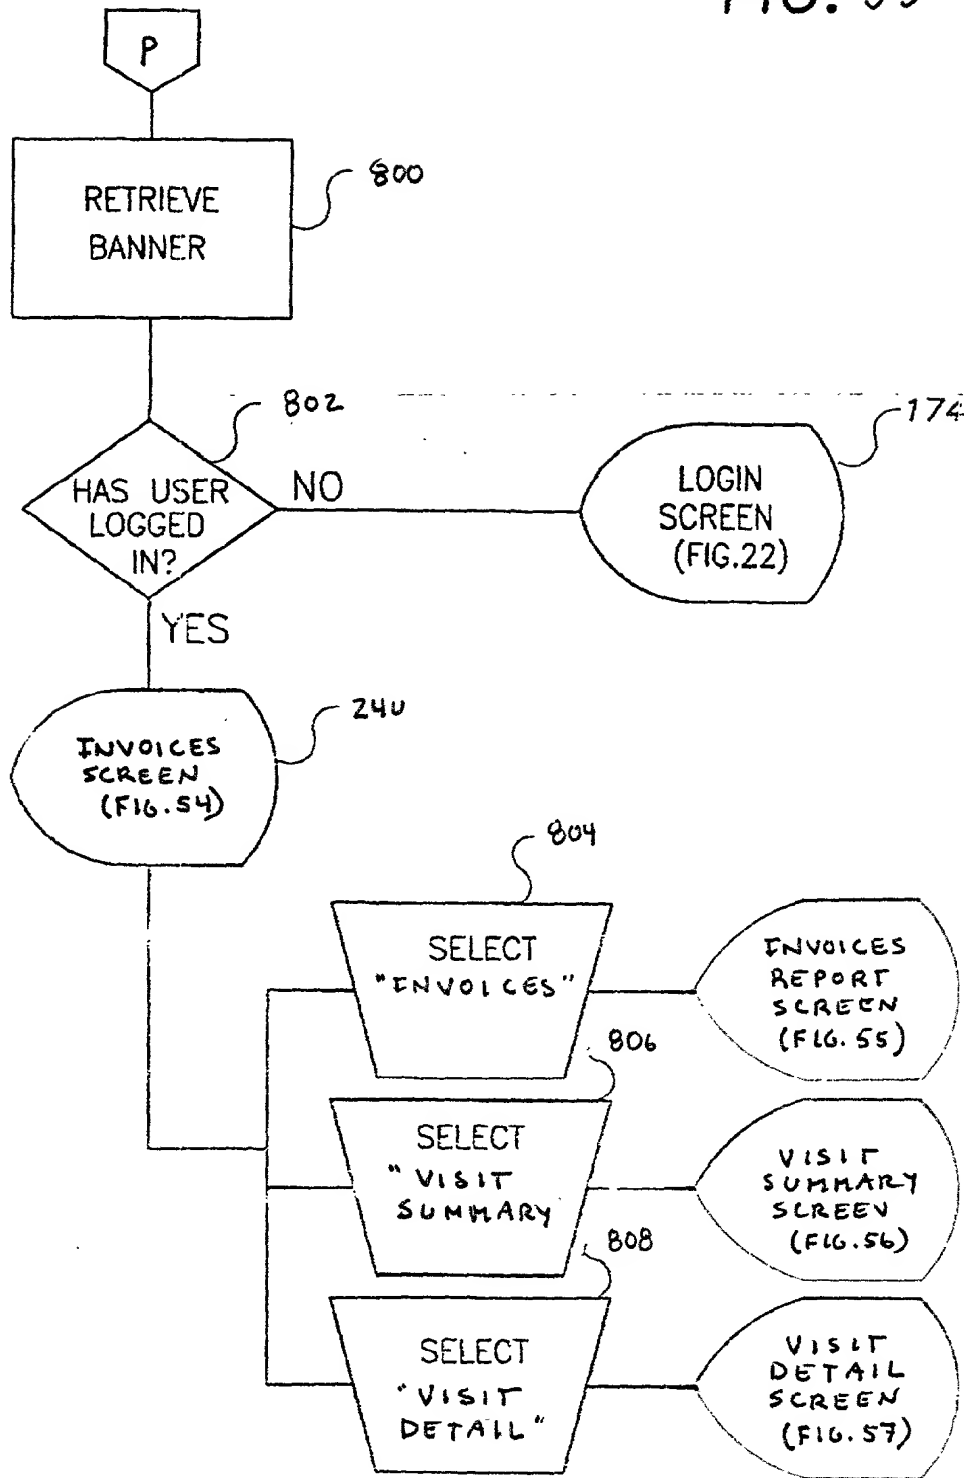 FIG.
P
RETRIEVE
BANNER
800
802
HAS USER
LOGGED
IN?
NO
174
LOGIN
SCREEN
(FIG.22)
YES
240
INVOICES
SCREEN
(FIG.54)
804
SELECT
"INVOICES"
INVOICES
REPORT
SCREEN
(FIG.55)
806
SELECT
"VISIT
SUMMARY
VISIT
SUMMARY
SCREEN
(FIG.56)
808
SELECT
"VISIT
DETAIL"
VISIT
DETAIL
SCREEN
(FIG.57)